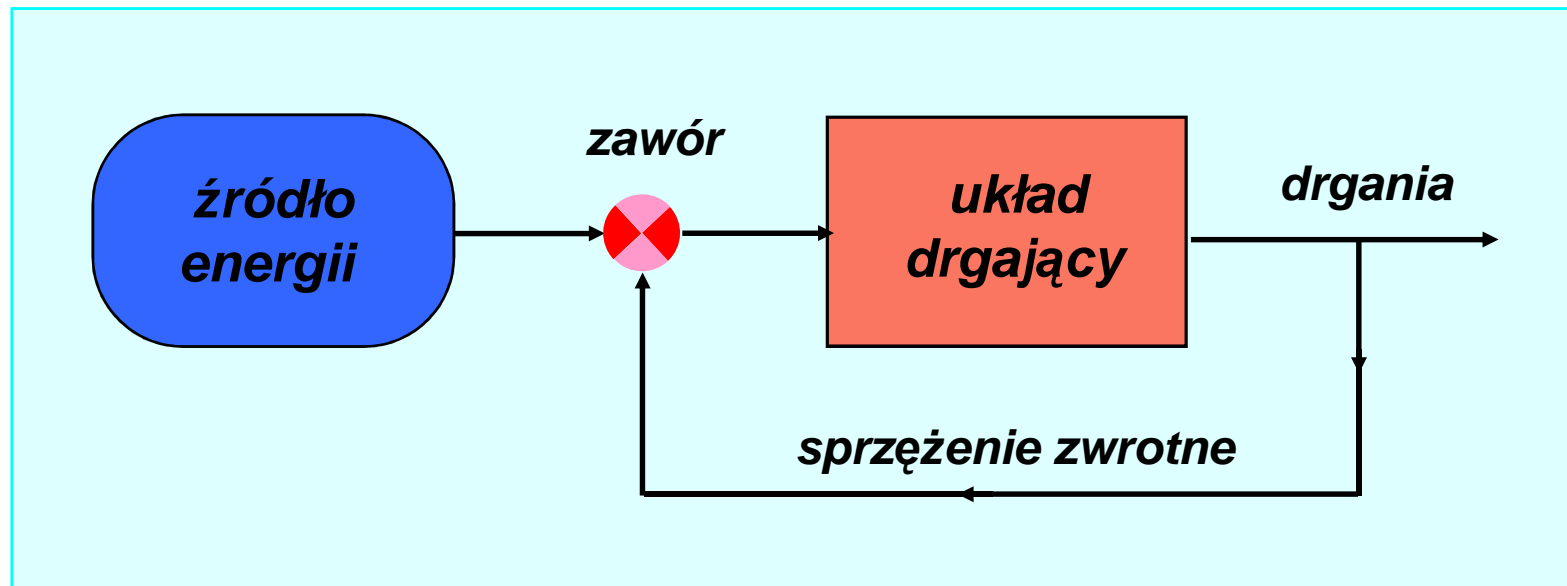 źródło
energii
zawór
układ
drgający
drgania
sprzężenie zwrotne